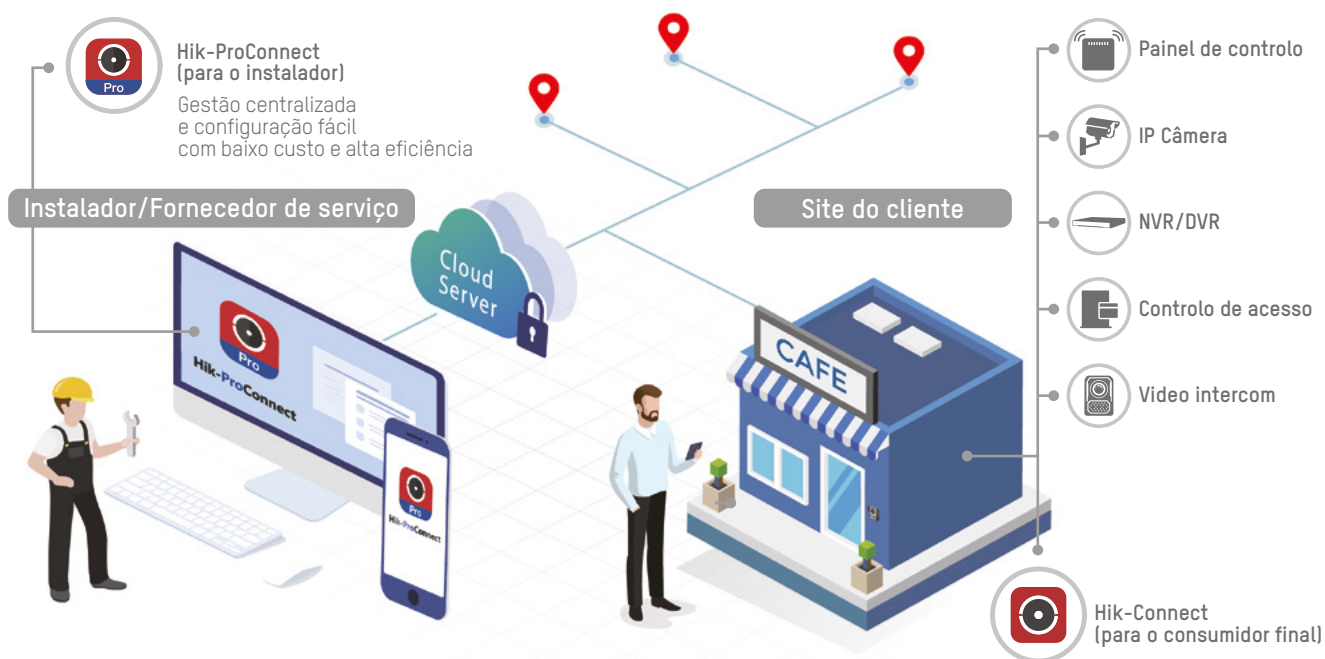 Hik-ProConnect
(para o instalador)
Gestão centralizada
e configuração fácil
com baixo custo e alta eficiência
Pro
Instalador/Fornecedor de serviço
Site do cliente
Cloud
Server
Pro
Hik-ProConnect
Pro
Hik-ProConnect
CAFE
Painel de controlo
IP Câmera
NVR/DVR
Controlo de acesso
Video intercom
Hik-Connect
(para o consumidor final)